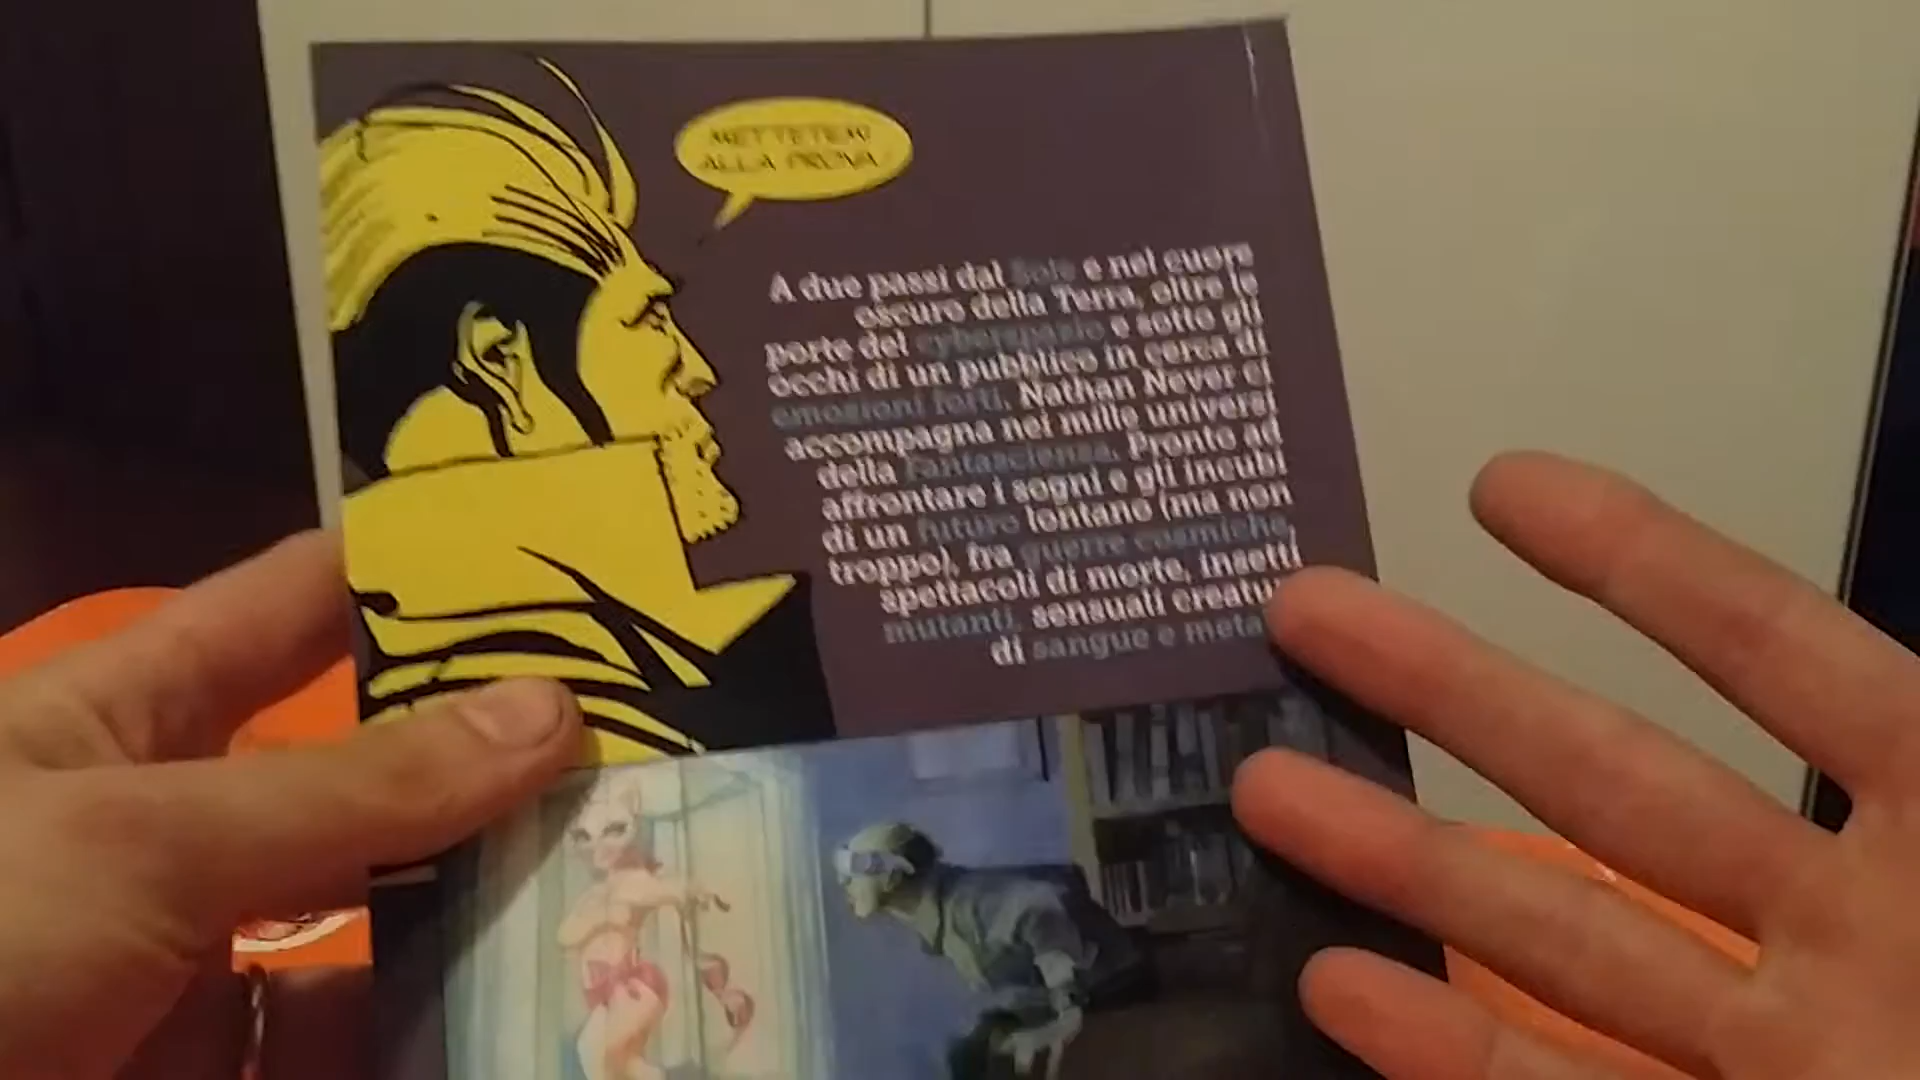 METTETEMI
ALLA PROVA!
A due passi dal Sole e nel cuore
oscuro della Terra, oltre le
porte del cyberspazio e sotto gli
occhi di un pubblico in cerca di
emozioni forti. Nathan Never ci
accompagna nei mille universi
della Fantascienza. Pronto ad
affrontare i sogni e gli incubi
di un futuro lontano (ma non
troppo), fra guerre cosmiche,
spettacoli di morte, insetti
mutanti, sensuali creatu
di sangue e meta